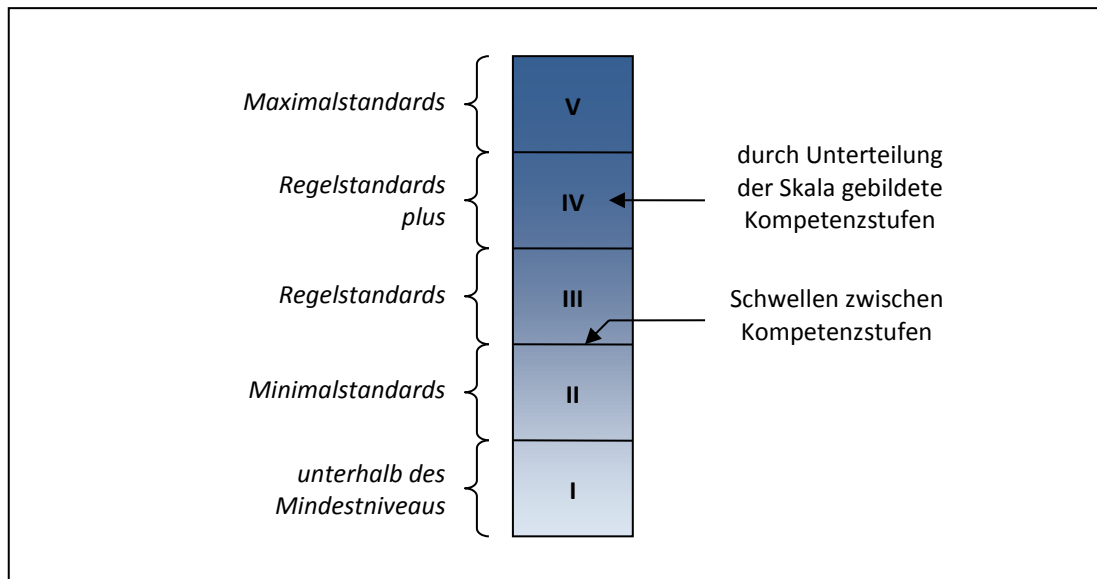 Maximalstandards
V
Regelstandards
plus
IV
durch Unterteilung
der Skala gebildete
Kompetenzstufen
Regelstandards
III
Schwellen zwischen
Kompetenzstufen
Minimalstandards
II
unterhalb des
Mindestniveaus
I